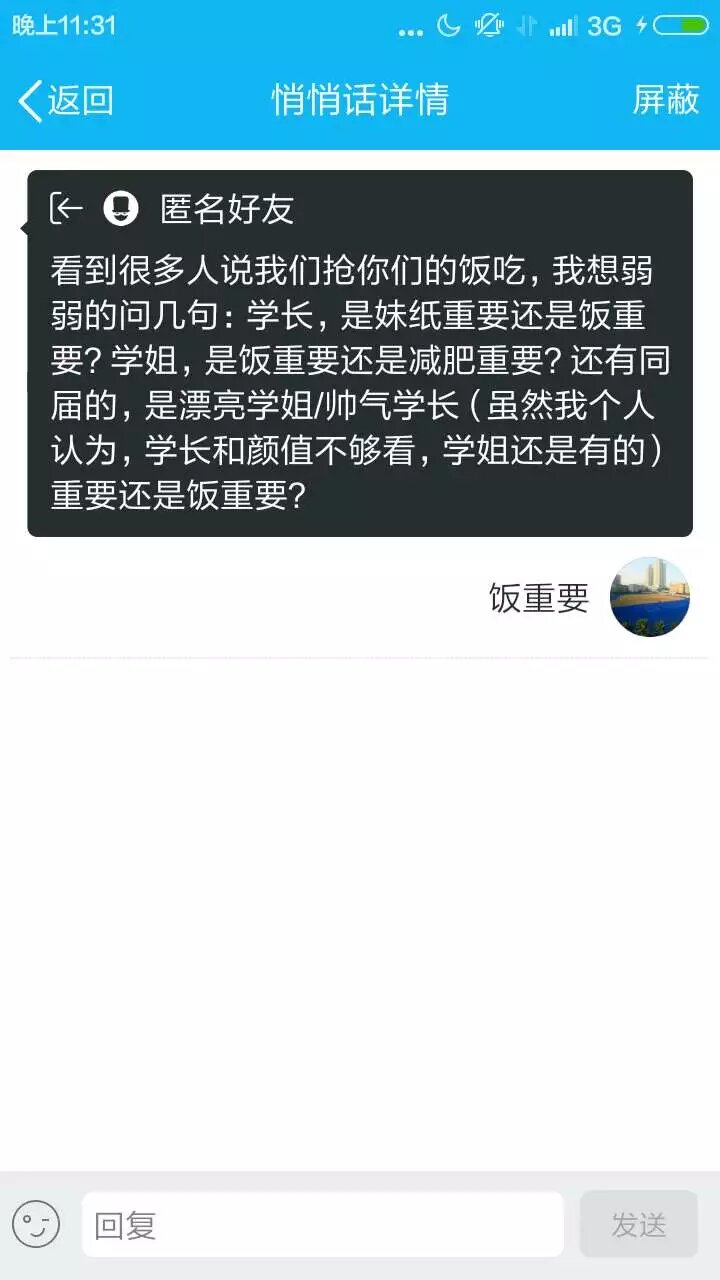 晚上11:31
3G
返回
悄悄话详情
屏蔽
匿名好友
看到很多人说我们抢你们的饭吃，我想弱
弱的问几句：学长，是妹纸重要还是饭重
要？学姐，是饭重要还是减肥重要？还有同
届的，是漂亮学姐/帅气学长（虽然我个人
认为，学长和颜值不够看，学姐还是有的）
重要还是饭重要？
饭重要
回复
发送